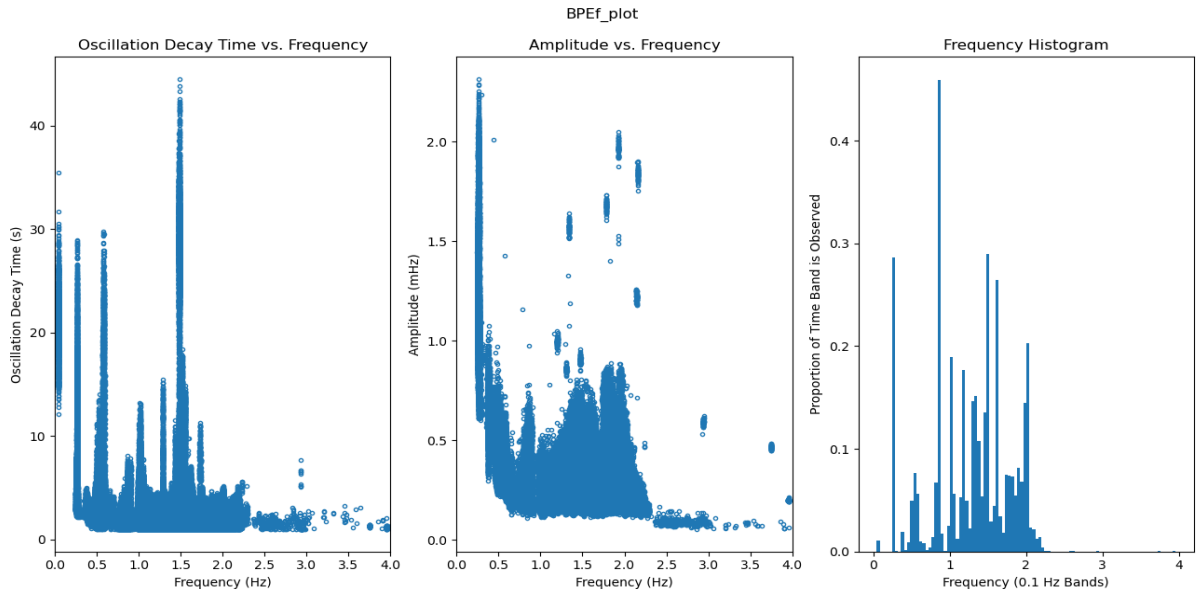 BPEf_plot
Oscillation Decay Time vs. Frequency
Oscillation Decay Time (s)
40
30
20
10
0
0.0 0.5 1.0 1.5 2.0 2.5 3.0 3.5 4.0
Frequency (Hz)
Amplitude vs. Frequency
Amplitude (mHz)
2.0
1.5
1.0
0.5
0.0
0.0 0.5 1.0 1.5 2.0 2.5 3.0 3.5 4.0
Frequency (Hz)
Frequency Histogram
Proportion of Time Band is Observed
0.4
0.3
0.2
0.1
0.0
0 1 2 3 4
Frequency (0.1 Hz Bands)